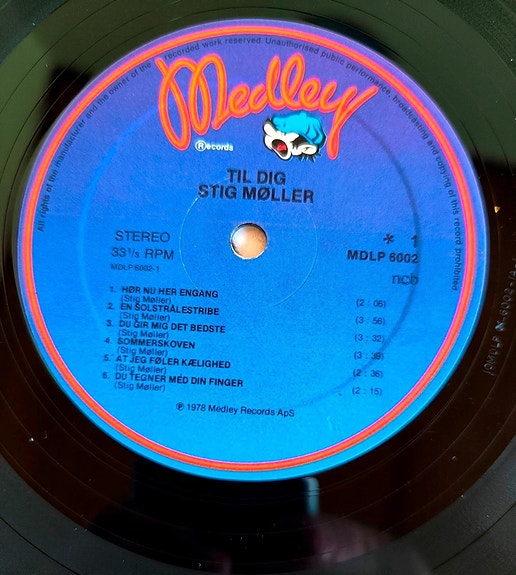 All rights of the manufacturer and the owner of the recorded work reserved. Unauthorised public performance, broadcasting and copying of this record prohibited.
Medley
Records
TIL DIG
STIG MØLLER
STEREO
33⅓ RPM
MDLP 6002-1
* 1
MDLP 6002
ncb
1. HØR NU HER ENGANG (2 : 06)
(Stig Møller)
2. EN SOLSTRÅLESTRIBE (3 : 56)
(Stig Møller)
3. DU GIR MIG DET BEDSTE (3 : 32)
(Stig Møller)
4. SOMMERSKOVEN (3 : 39)
(Stig Møller)
5. AT JEG FØLER KÆLIGHED (2 : 36)
(Stig Møller)
6. DU TEGNER MED DIN FINGER (2 : 15)
(Stig Møller)
℗ 1978 Medley Records ApS